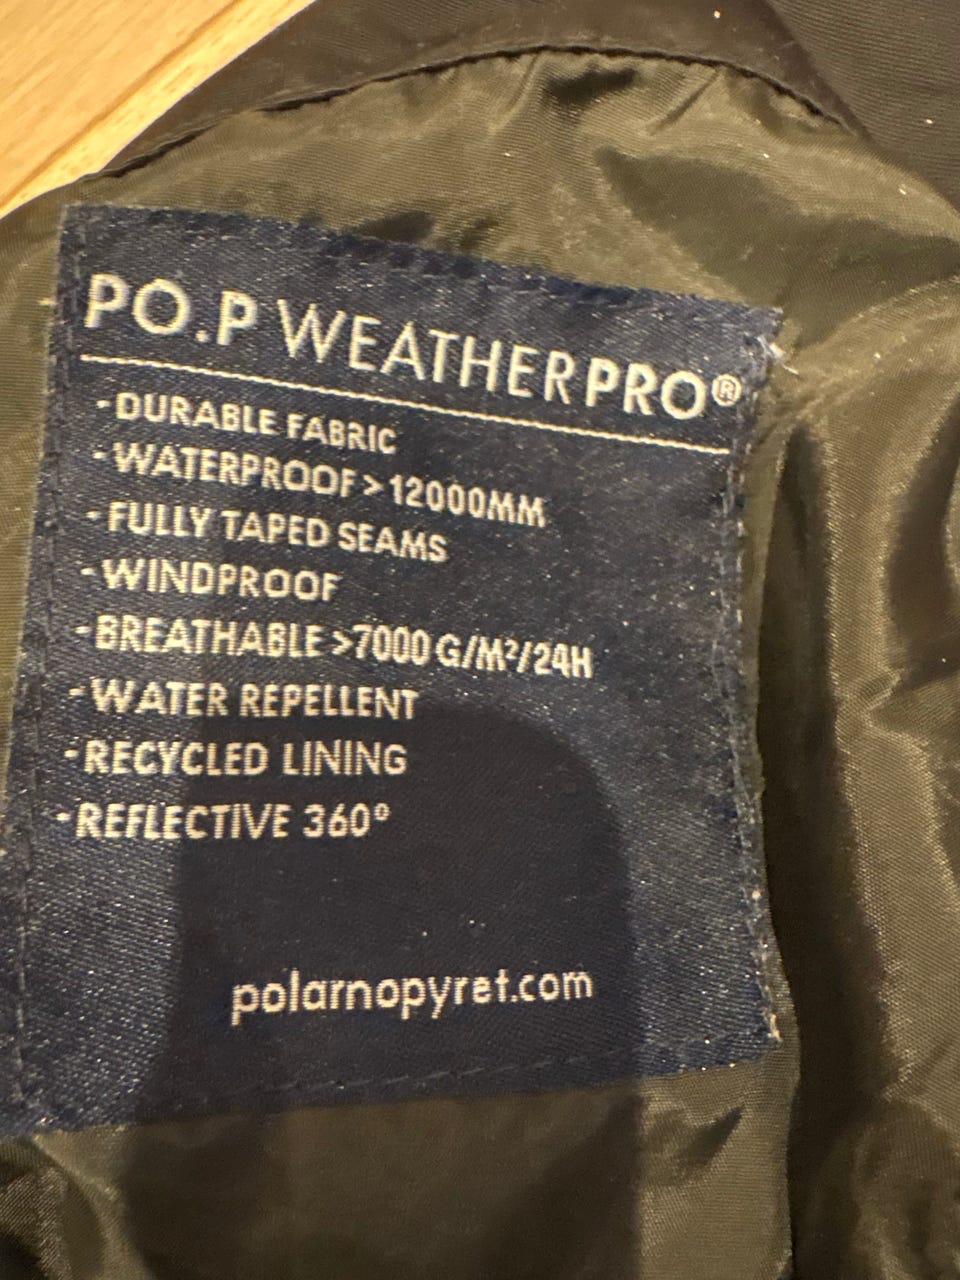 PO.P WEATHERPRO®
-DURABLE FABRIC
-WATERPROOF>12000MM
-FULLY TAPED SEAMS
-WINDPROOF
-BREATHABLE>7000 G/M²/24H
-WATER REPELLENT
-RECYCLED LINING
-REFLECTIVE 360°
polarnopyret.com